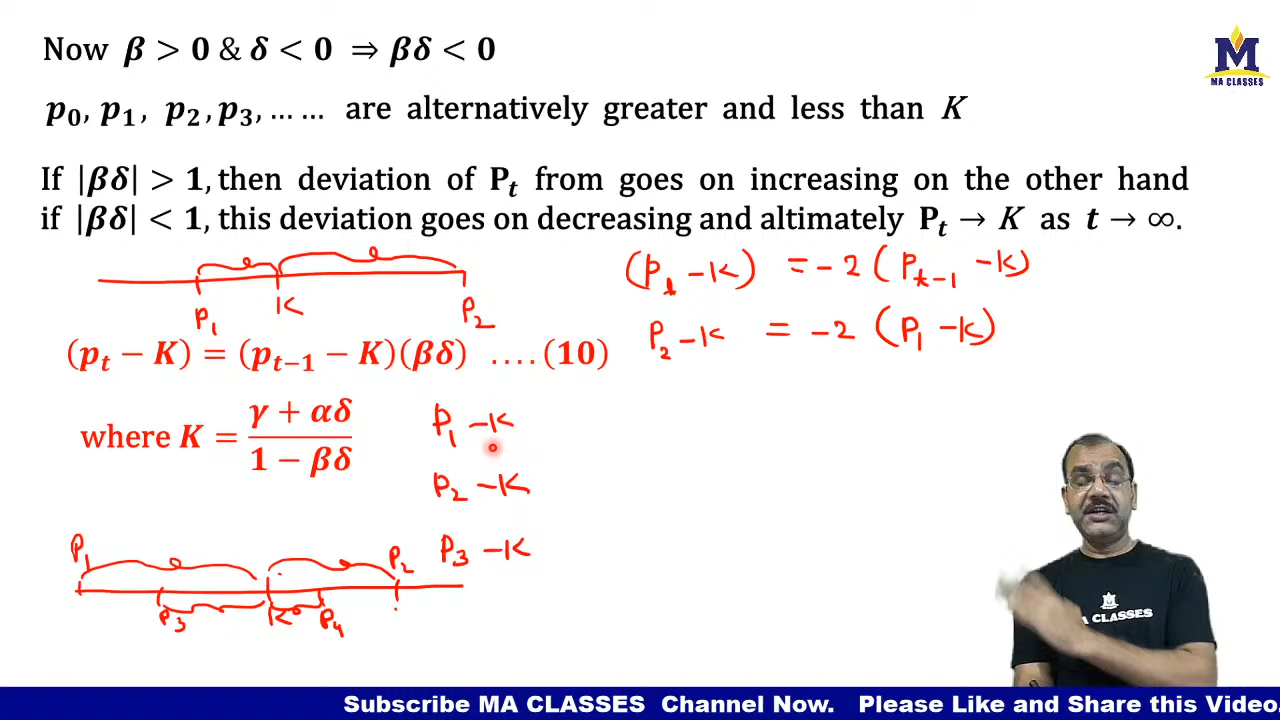 Now β > 0 & δ < 0 ⇒ βδ < 0
MA CLASSES
p₀, p₁, p₂, p₃, ... ... are alternatively greater and less than K
If |βδ| > 1, then deviation of Pₜ from goes on increasing on the other hand
if |βδ| < 1, this deviation goes on decreasing and altimately Pₜ → K as t → ∞.
P₁ K P₂
(Pₜ - K) = -2 (Pₜ₋₁ - K)
P₂ - K = -2 (P₁ - K)
(pₜ − K) = (pₜ₋₁ − K)(βδ) ....(10)
where K = (γ + αδ)/(1 − βδ)
P₁ - K
P₂ - K
P₃ - K
P₁ P₂
P₃ K P₄
MA CLASSES
Subscribe MA CLASSES Channel Now. Please Like and Share this Video.